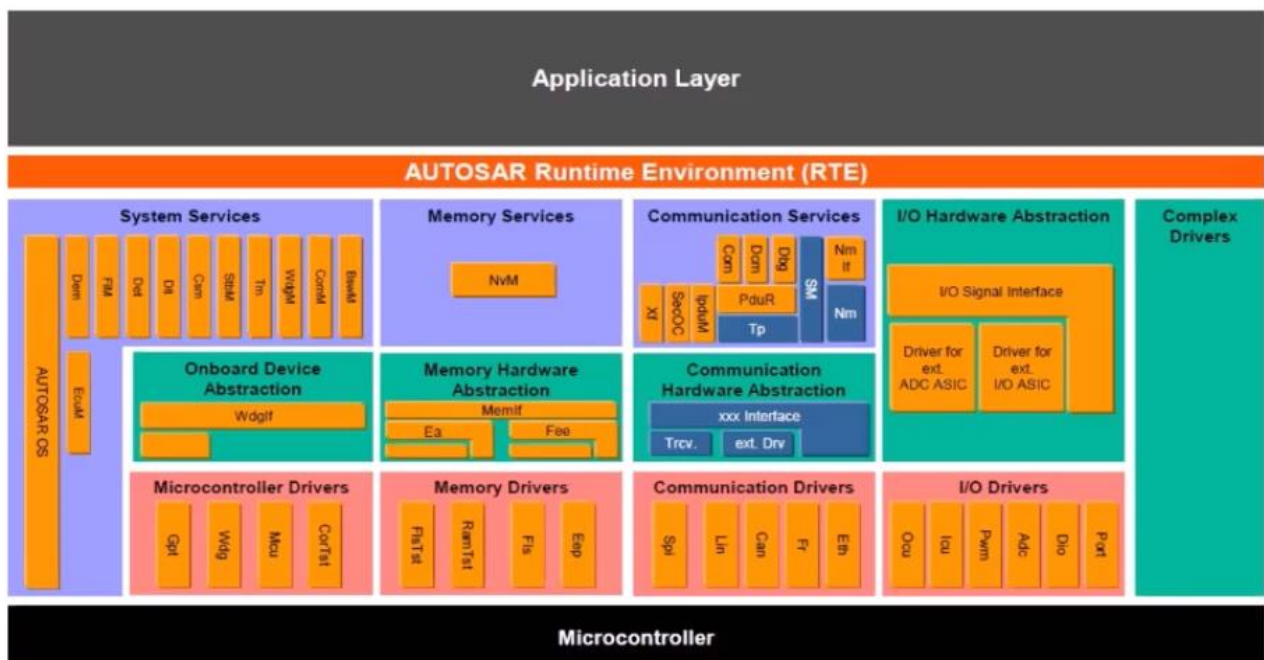 Application Layer
AUTOSAR Runtime Environment (RTE)
System Services
AUTOSAR OS
Dem
FIM
Det
Dlt
Csm
StbM
Tm
WdgM
ComM
BswM
EcuM
Memory Services
NvM
Communication Services
Com
Dcm
Dbg
SM
Nm
If
Xf
SecOC
IpduM
PduR
Tp
Nm
I/O Hardware Abstraction
I/O Signal Interface
Driver for
ext.
ADC ASIC
Driver for
ext.
I/O ASIC
Complex
Drivers
Onboard Device
Abstraction
WdgIf
Memory Hardware
Abstraction
MemIf
Ea
Fee
Communication
Hardware Abstraction
xxx Interface
Trcv.
ext. Drv
Microcontroller Drivers
Gpt
Wdg
Mcu
CorTst
Memory Drivers
FlsTst
RamTst
Fls
Eep
Communication Drivers
Spi
Lin
Can
Fr
Eth
I/O Drivers
Ocu
Icu
Pwm
Adc
Dio
Port
Microcontroller